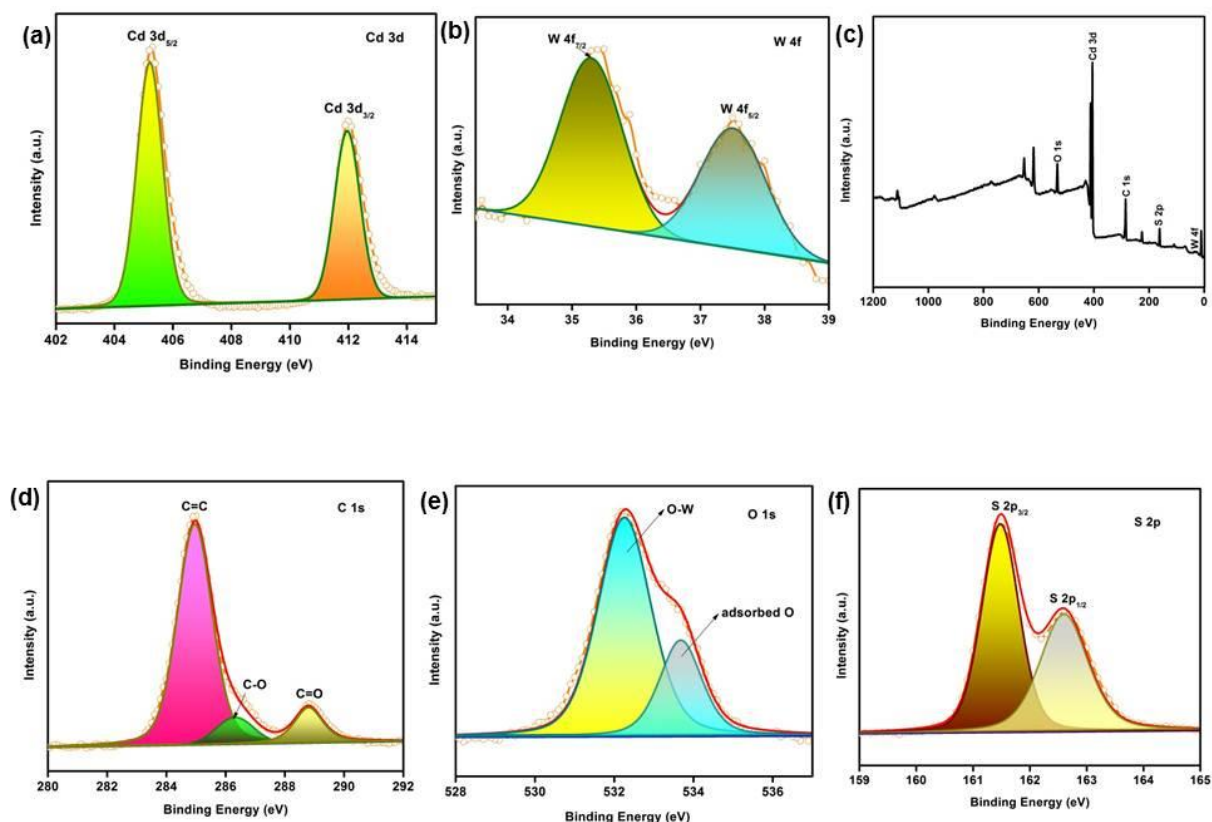 (a)
Cd 3d5/2
Cd 3d
Cd 3d3/2
Intensity (a.u.)
402 404 406 408 410 412 414
Binding Energy (eV)
(b)
W 4f7/2
W 4f
W 4f5/2
Intensity (a.u.)
34 35 36 37 38 39
Binding Energy (eV)
(c)
Cd 3d
O 1s
C 1s
S 2p
W 4f
Intensity (a.u.)
1200 1000 800 600 400 200 0
Binding Energy (eV)
(d)
C=C
C 1s
C-O
C=O
Intensity (a.u.)
280 282 284 286 288 290 292
Binding Energy (eV)
(e)
O-W
O 1s
adsorbed O
Intensity (a.u.)
528 530 532 534 536
Binding Energy (eV)
(f)
S 2p3/2
S 2p
S 2p1/2
Intensity (a.u.)
159 160 161 162 163 164 165
Binding Energy (eV)